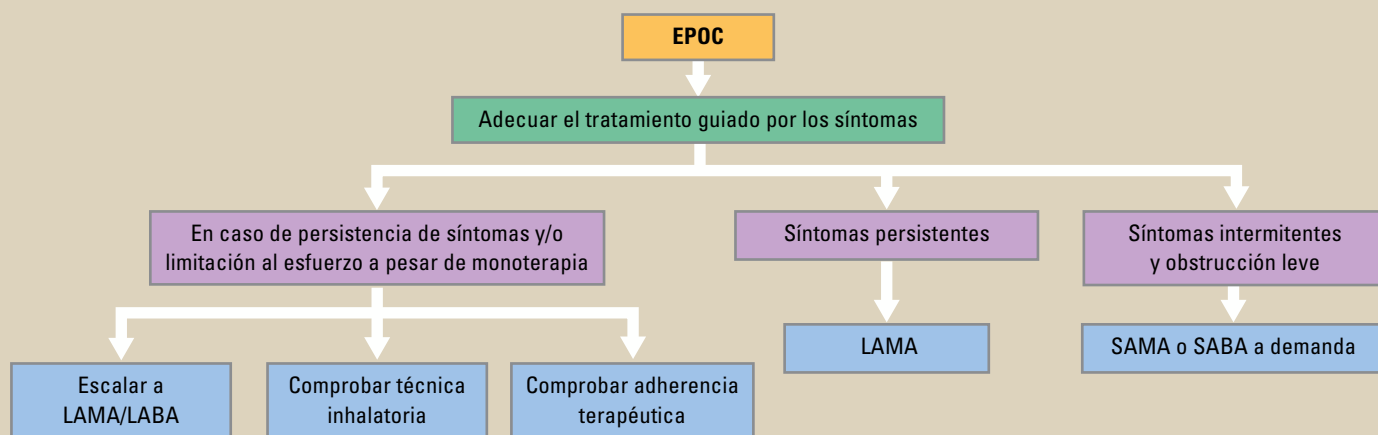 EPOC
Adecuar el tratamiento guiado por los síntomas
En caso de persistencia de síntomas y/o
limitación al esfuerzo a pesar de monoterapia
Síntomas persistentes
Síntomas intermitentes
y obstrucción leve
Escalar a
LAMA/LABA
Comprobar técnica
inhalatoria
Comprobar adherencia
terapéutica
LAMA
SAMA o SABA a demanda